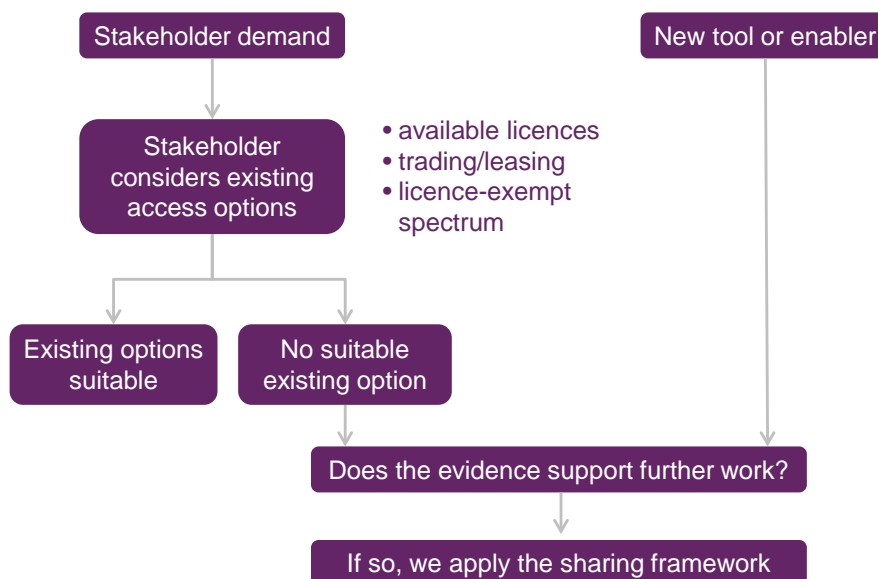 Stakeholder demand
New tool or enabler
Stakeholder
considers existing
access options
• available licences
• trading/leasing
• licence-exempt
spectrum
Existing options
suitable
No suitable
existing option
Does the evidence support further work?
If so, we apply the sharing framework